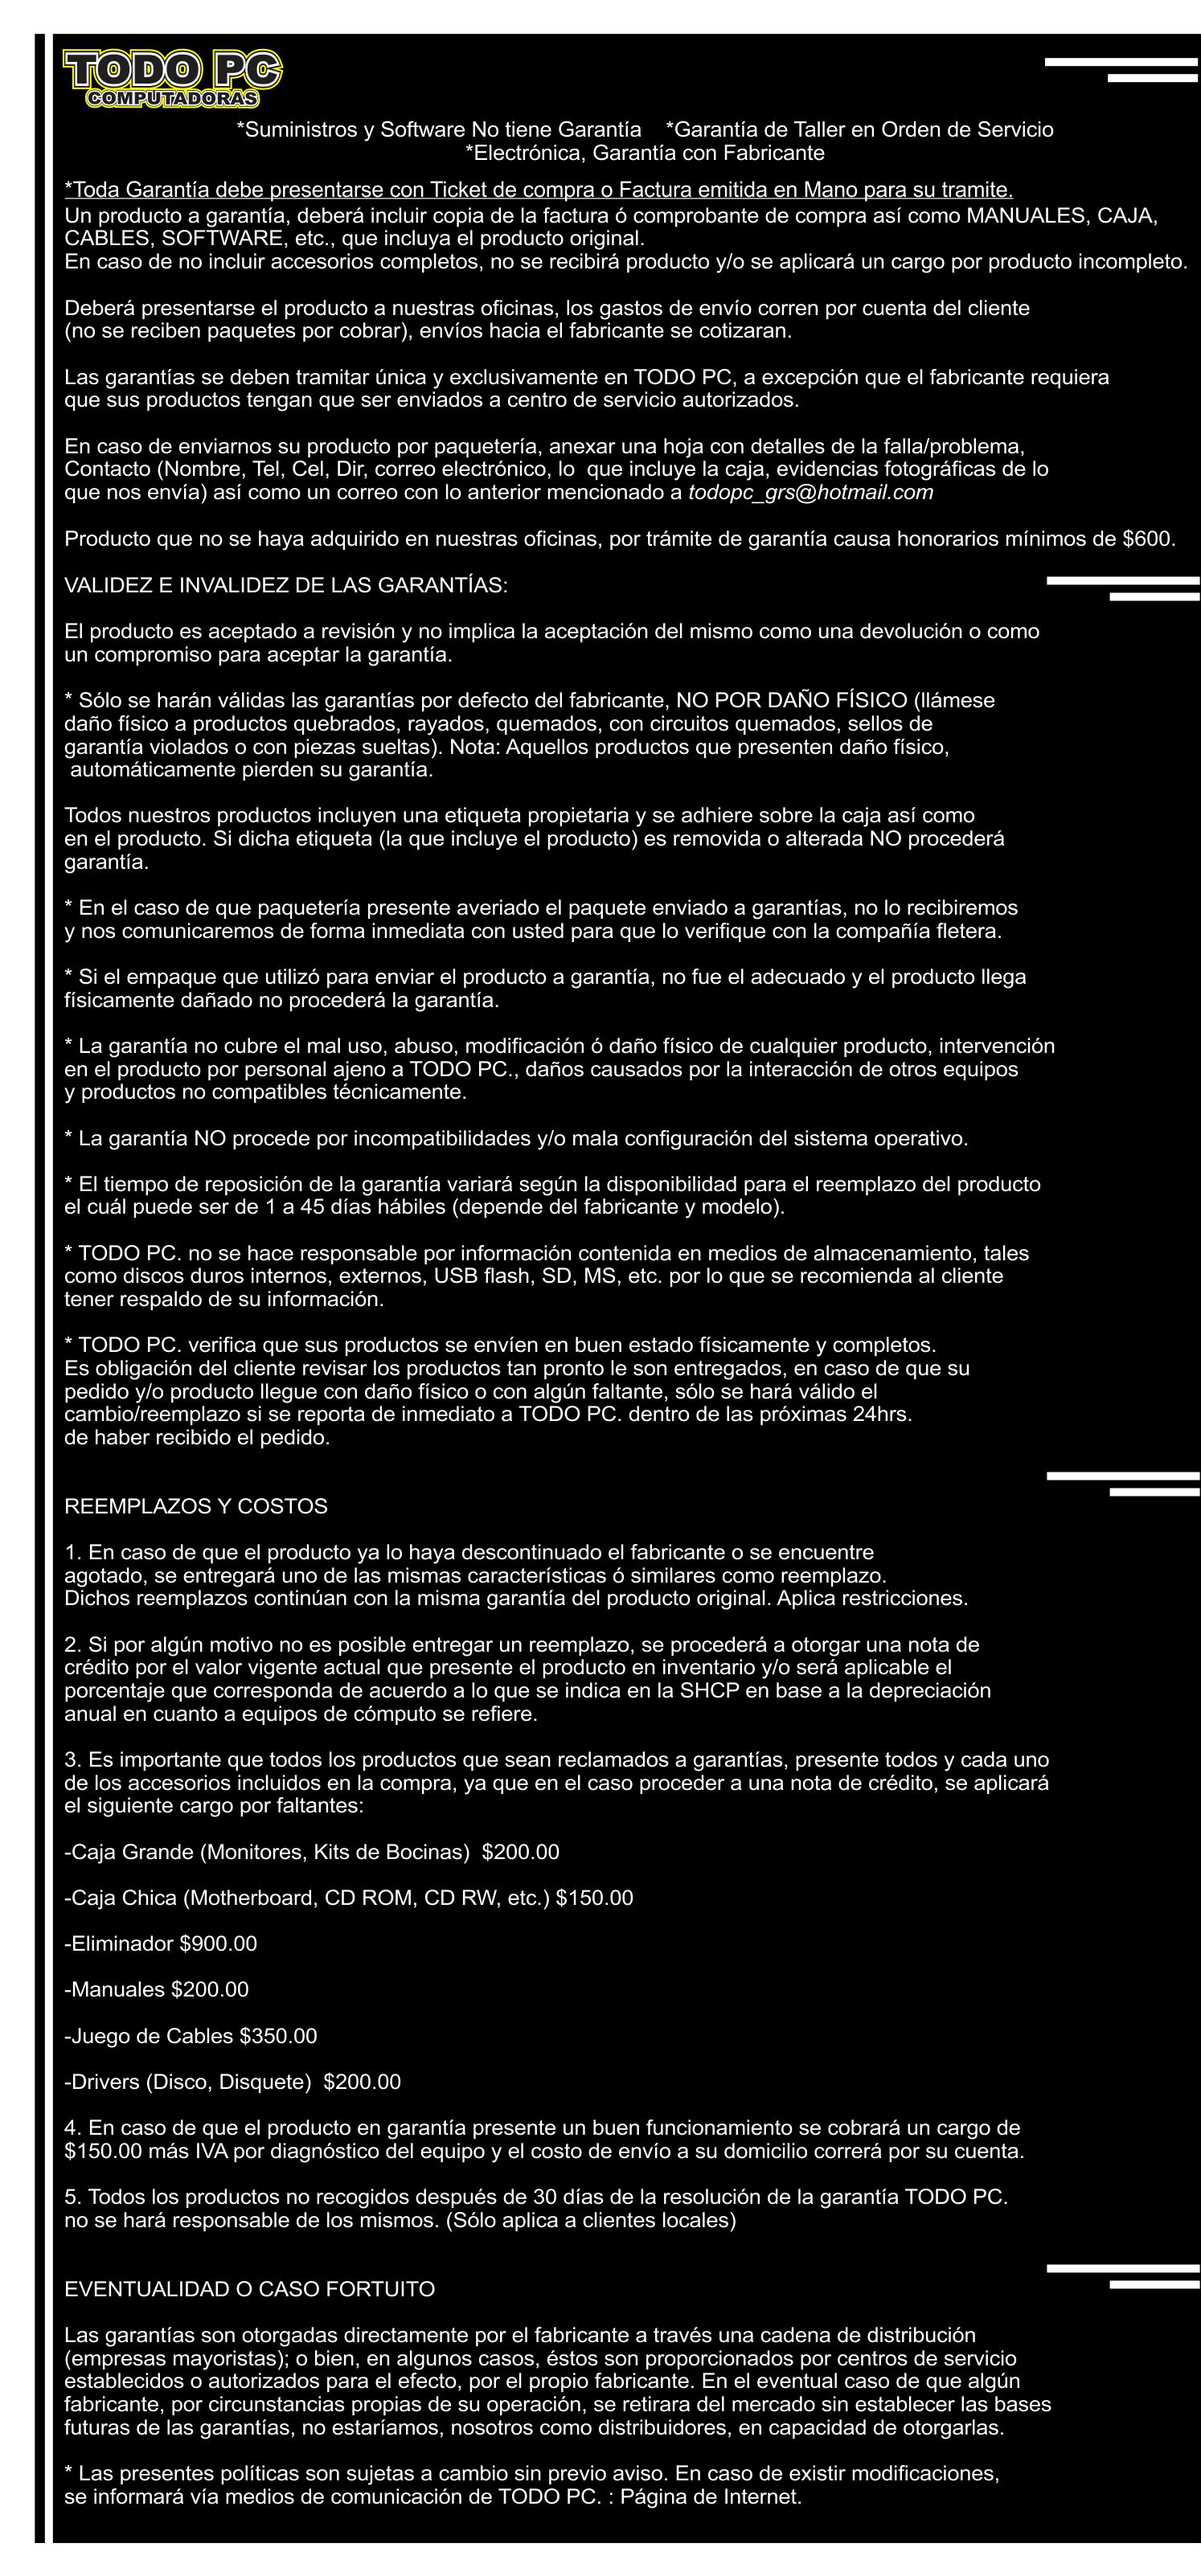 TODO PC
COMPUTADORAS
*Suministros y Software No tiene Garantía    *Garantía de Taller en Orden de Servicio
*Electrónica, Garantía con Fabricante
*Toda Garantía debe presentarse con Ticket de compra o Factura emitida en Mano para su tramite.
Un producto a garantía, deberá incluir copia de la factura ó comprobante de compra así como MANUALES, CAJA,
CABLES, SOFTWARE, etc., que incluya el producto original.
En caso de no incluir accesorios completos, no se recibirá producto y/o se aplicará un cargo por producto incompleto.
Deberá presentarse el producto a nuestras oficinas, los gastos de envío corren por cuenta del cliente
(no se reciben paquetes por cobrar), envíos hacia el fabricante se cotizaran.
Las garantías se deben tramitar única y exclusivamente en TODO PC, a excepción que el fabricante requiera
que sus productos tengan que ser enviados a centro de servicio autorizados.
En caso de enviarnos su producto por paquetería, anexar una hoja con detalles de la falla/problema,
Contacto (Nombre, Tel, Cel, Dir, correo electrónico, lo  que incluye la caja, evidencias fotográficas de lo
que nos envía) así como un correo con lo anterior mencionado a todopc_grs@hotmail.com
Producto que no se haya adquirido en nuestras oficinas, por trámite de garantía causa honorarios mínimos de $600.
VALIDEZ E INVALIDEZ DE LAS GARANTÍAS:
El producto es aceptado a revisión y no implica la aceptación del mismo como una devolución o como
un compromiso para aceptar la garantía.
* Sólo se harán válidas las garantías por defecto del fabricante, NO POR DAÑO FÍSICO (llámese
daño físico a productos quebrados, rayados, quemados, con circuitos quemados, sellos de
garantía violados o con piezas sueltas). Nota: Aquellos productos que presenten daño físico,
automáticamente pierden su garantía.
Todos nuestros productos incluyen una etiqueta propietaria y se adhiere sobre la caja así como
en el producto. Si dicha etiqueta (la que incluye el producto) es removida o alterada NO procederá
garantía.
* En el caso de que paquetería presente averiado el paquete enviado a garantías, no lo recibiremos
y nos comunicaremos de forma inmediata con usted para que lo verifique con la compañía fletera.
* Si el empaque que utilizó para enviar el producto a garantía, no fue el adecuado y el producto llega
físicamente dañado no procederá la garantía.
* La garantía no cubre el mal uso, abuso, modificación ó daño físico de cualquier producto, intervención
en el producto por personal ajeno a TODO PC., daños causados por la interacción de otros equipos
y productos no compatibles técnicamente.
* La garantía NO procede por incompatibilidades y/o mala configuración del sistema operativo.
* El tiempo de reposición de la garantía variará según la disponibilidad para el reemplazo del producto
el cuál puede ser de 1 a 45 días hábiles (depende del fabricante y modelo).
* TODO PC. no se hace responsable por información contenida en medios de almacenamiento, tales
como discos duros internos, externos, USB flash, SD, MS, etc. por lo que se recomienda al cliente
tener respaldo de su información.
* TODO PC. verifica que sus productos se envíen en buen estado físicamente y completos.
Es obligación del cliente revisar los productos tan pronto le son entregados, en caso de que su
pedido y/o producto llegue con daño físico o con algún faltante, sólo se hará válido el
cambio/reemplazo si se reporta de inmediato a TODO PC. dentro de las próximas 24hrs.
de haber recibido el pedido.
REEMPLAZOS Y COSTOS
1. En caso de que el producto ya lo haya descontinuado el fabricante o se encuentre
agotado, se entregará uno de las mismas características ó similares como reemplazo.
Dichos reemplazos continúan con la misma garantía del producto original. Aplica restricciones.
2. Si por algún motivo no es posible entregar un reemplazo, se procederá a otorgar una nota de
crédito por el valor vigente actual que presente el producto en inventario y/o será aplicable el
porcentaje que corresponda de acuerdo a lo que se indica en la SHCP en base a la depreciación
anual en cuanto a equipos de cómputo se refiere.
3. Es importante que todos los productos que sean reclamados a garantías, presente todos y cada uno
de los accesorios incluidos en la compra, ya que en el caso proceder a una nota de crédito, se aplicará
el siguiente cargo por faltantes:
-Caja Grande (Monitores, Kits de Bocinas)  $200.00
-Caja Chica (Motherboard, CD ROM, CD RW, etc.) $150.00
-Eliminador $900.00
-Manuales $200.00
-Juego de Cables $350.00
-Drivers (Disco, Disquete)  $200.00
4. En caso de que el producto en garantía presente un buen funcionamiento se cobrará un cargo de
$150.00 más IVA por diagnóstico del equipo y el costo de envío a su domicilio correrá por su cuenta.
5. Todos los productos no recogidos después de 30 días de la resolución de la garantía TODO PC.
no se hará responsable de los mismos. (Sólo aplica a clientes locales)
EVENTUALIDAD O CASO FORTUITO
Las garantías son otorgadas directamente por el fabricante a través una cadena de distribución
(empresas mayoristas); o bien, en algunos casos, éstos son proporcionados por centros de servicio
establecidos o autorizados para el efecto, por el propio fabricante. En el eventual caso de que algún
fabricante, por circunstancias propias de su operación, se retirara del mercado sin establecer las bases
futuras de las garantías, no estaríamos, nosotros como distribuidores, en capacidad de otorgarlas.
* Las presentes políticas son sujetas a cambio sin previo aviso. En caso de existir modificaciones,
se informará vía medios de comunicación de TODO PC. : Página de Internet.